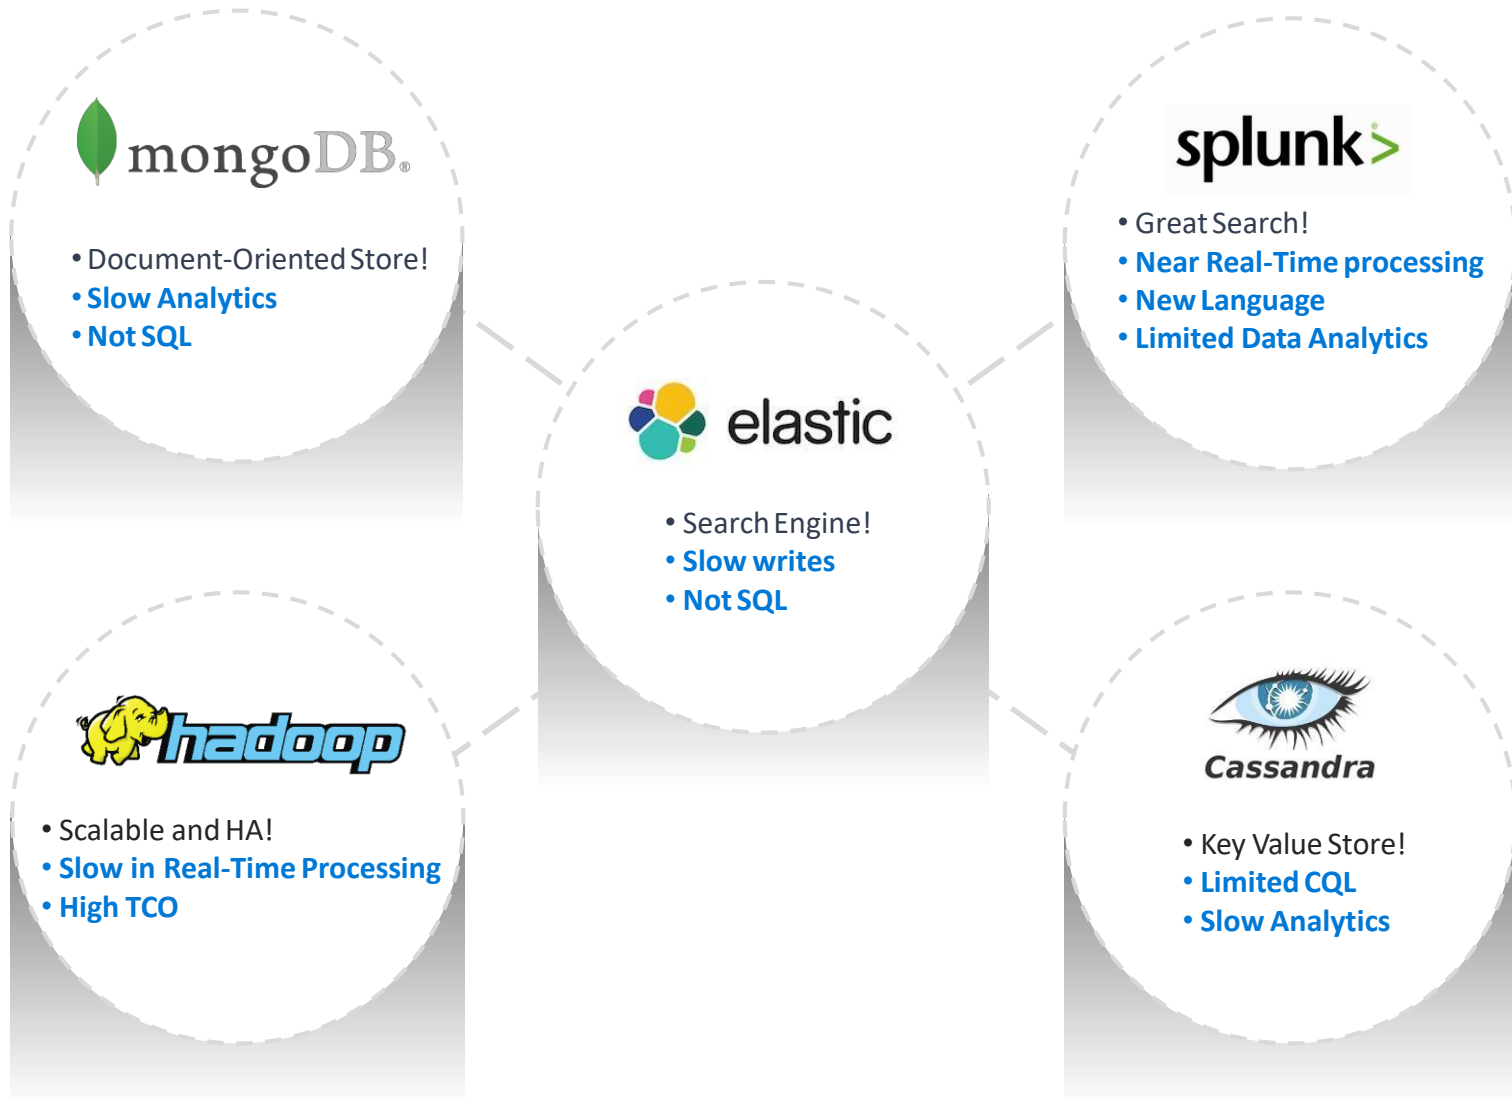 mongoDB®
• Document-Oriented Store!
• Slow Analytics
• Not SQL
splunk>®
• Great Search!
• Near Real-Time processing
• New Language
• Limited Data Analytics
elastic
• Search Engine!
• Slow writes
• Not SQL
hadoop
• Scalable and HA!
• Slow in Real-Time Processing
• High TCO
Cassandra
• Key Value Store!
• Limited CQL
• Slow Analytics